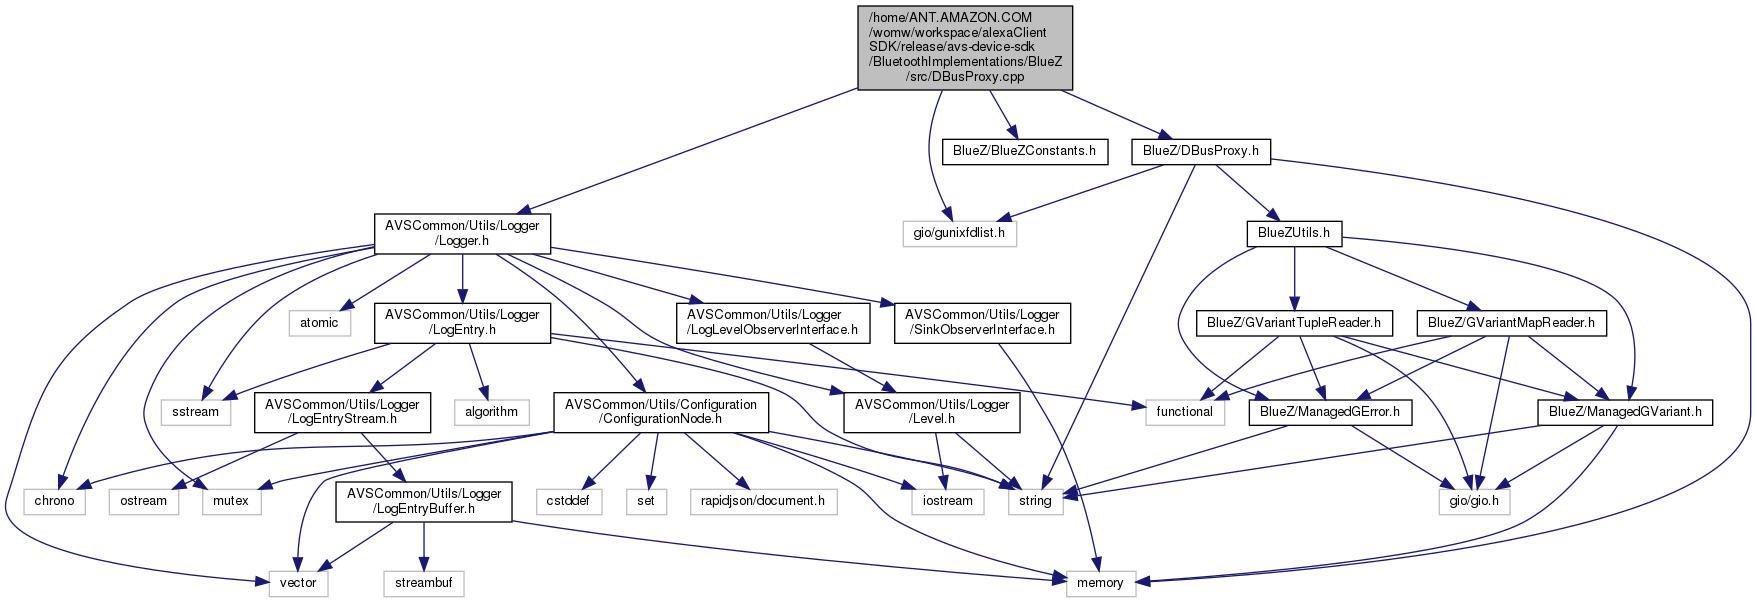 /home/ANT.AMAZON.COM
/womw/workspace/alexaClient
SDK/release/avs-device-sdk
/BluetoothImplementations/BlueZ
/src/DBusProxy.cpp
BlueZ/BlueZConstants.h
BlueZ/DBusProxy.h
AVSCommon/Utils/Logger
/Logger.h
gio/gunixfdlist.h
BlueZUtils.h
atomic
AVSCommon/Utils/Logger
/LogEntry.h
AVSCommon/Utils/Logger
/LogLevelObserverInterface.h
AVSCommon/Utils/Logger
/SinkObserverInterface.h
BlueZ/GVariantTupleReader.h
BlueZ/GVariantMapReader.h
sstream
AVSCommon/Utils/Logger
/LogEntryStream.h
algorithm
AVSCommon/Utils/Configuration
/ConfigurationNode.h
AVSCommon/Utils/Logger
/Level.h
functional
BlueZ/ManagedGError.h
BlueZ/ManagedGVariant.h
chrono
ostream
mutex
AVSCommon/Utils/Logger
/LogEntryBuffer.h
cstddef
set
rapidjson/document.h
iostream
string
gio/gio.h
vector
streambuf
memory